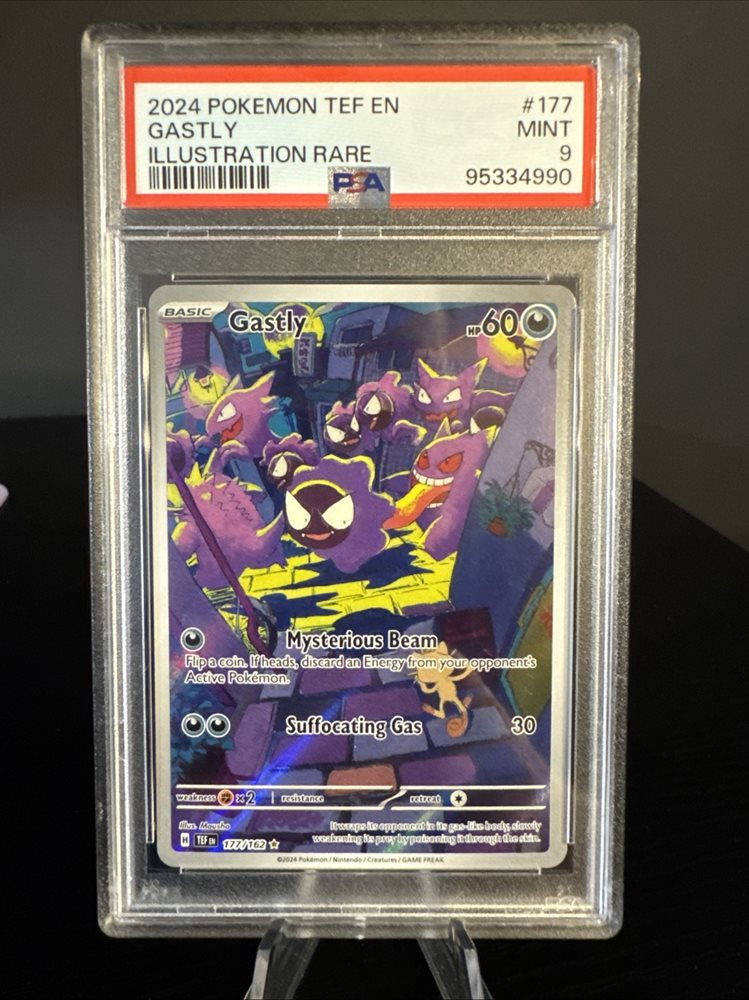 2024 POKEMON TEF EN #177
GASTLY MINT
ILLUSTRATION RARE 9
PSA 95334990
BASIC Gastly HP 60
Mysterious Beam
Flip a coin. If heads, discard an Energy from your opponent's
Active Pokémon.
Suffocating Gas 30
weakness x2 resistance retreat
Illus. Mousho
It wraps its opponent in its gas-like body, slowly
weakening its prey by poisoning it through the skin.
H TEF EN 177/162
©2024 Pokémon / Nintendo / Creatures / GAME FREAK